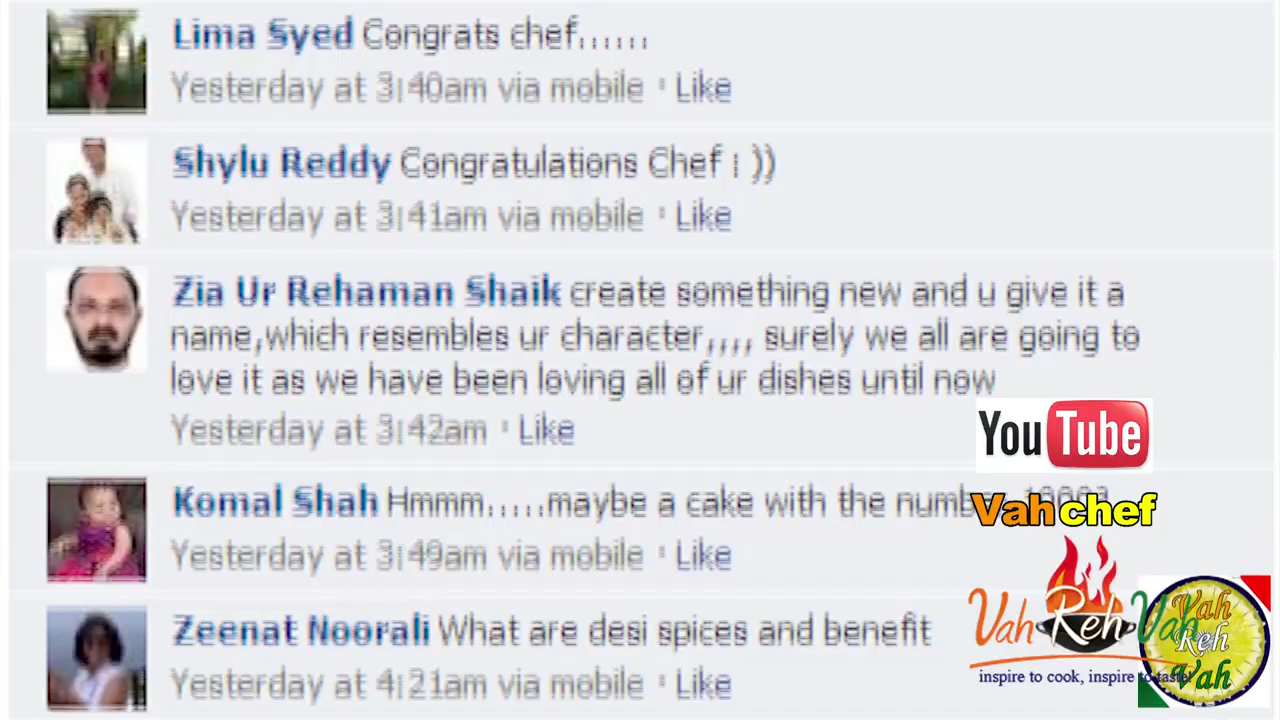 Lima Syed Congrats chef......
Yesterday at 3:40am via mobile · Like
Shylu Reddy Congratulations Chef : ))
Yesterday at 3:41am via mobile · Like
Zia Ur Rehaman Shaik create something new and u give it a
name,which resembles ur character,,,, surely we all are going to
love it as we have been loving all of ur dishes until now
Yesterday at 3:42am · Like
YouTube
Komal Shah Hmmm.....maybe a cake with the
Vahchef
Yesterday at 3:49am via mobile · Like
Zeenat Noorali What are desi spices and benefit
Vah Reh Vah
inspire to cook, inspire to taste!
Vah
Reh
Vah
Yesterday at 4:21am via mobile · Like